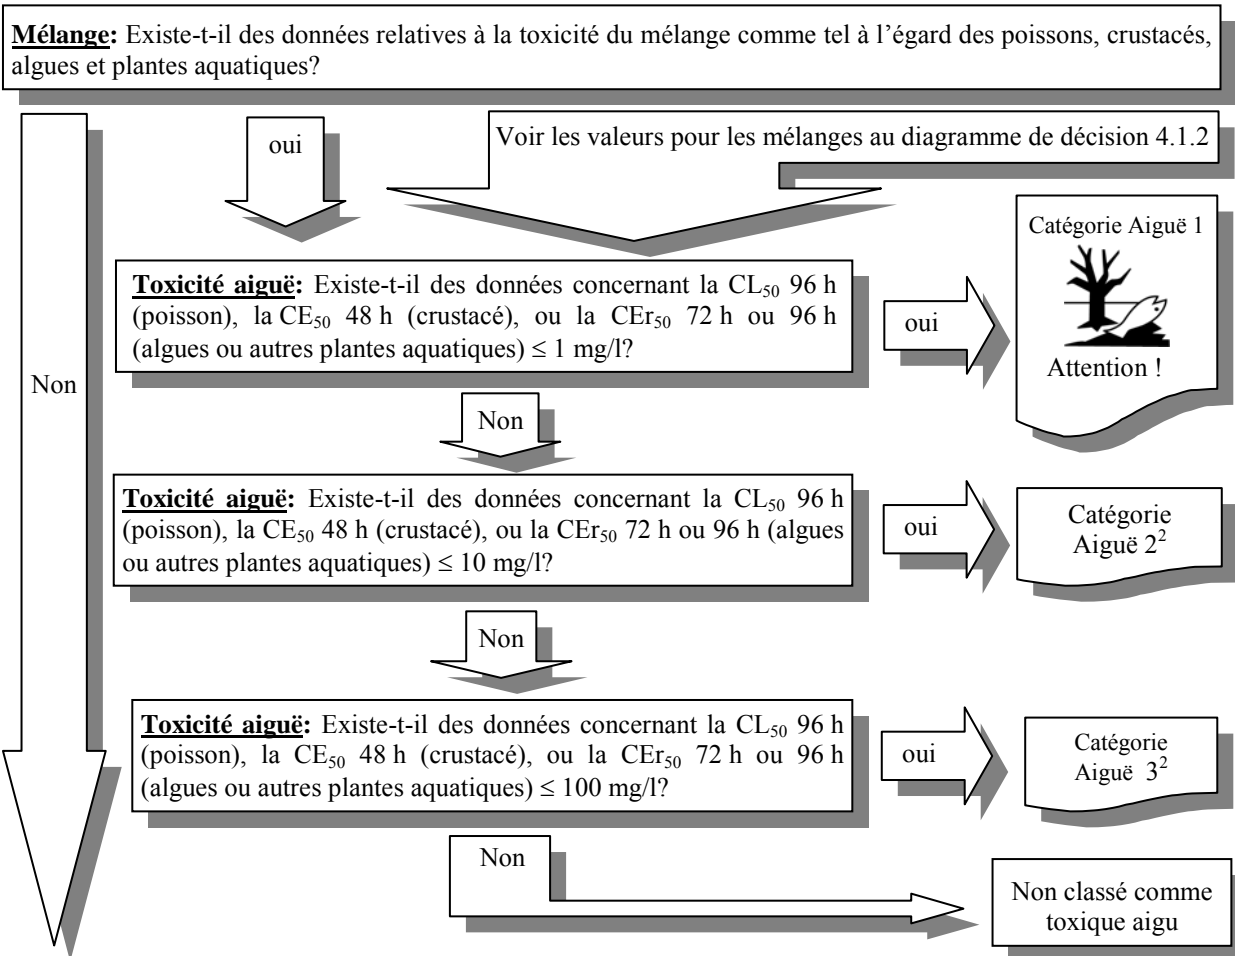 Mélange: Existe-t-il des données relatives à la toxicité du mélange comme tel à l'égard des poissons, crustacés,
algues et plantes aquatiques?
oui
Voir les valeurs pour les mélanges au diagramme de décision 4.1.2
Non
Toxicité aiguë: Existe-t-il des données concernant la CL50 96 h
(poisson), la CE50 48 h (crustacé), ou la CEr50 72 h ou 96 h
(algues ou autres plantes aquatiques) ≤ 1 mg/l?
oui
Catégorie Aiguë 1
Attention !
Non
Toxicité aiguë: Existe-t-il des données concernant la CL50 96 h
(poisson), la CE50 48 h (crustacé), ou la CEr50 72 h ou 96 h (algues
ou autres plantes aquatiques) ≤ 10 mg/l?
oui
Catégorie
Aiguë 2²
Non
Toxicité aiguë: Existe-t-il des données concernant la CL50 96 h
(poisson), la CE50 48 h (crustacé), ou la CEr50 72 h ou 96 h
(algues ou autres plantes aquatiques) ≤ 100 mg/l?
oui
Catégorie
Aiguë 3²
Non
Non classé comme
toxique aigu